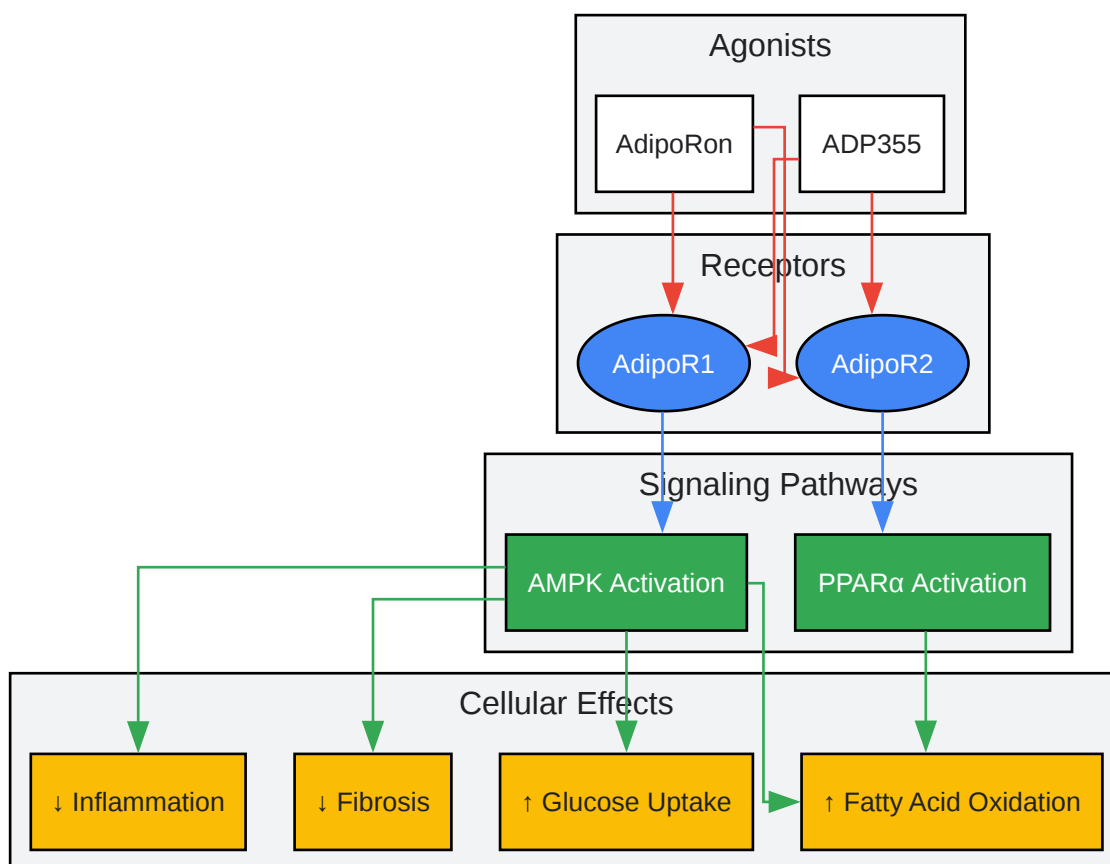 Agonists
AdipoRon
ADP355
Receptors
AdipoR1
AdipoR2
Signaling Pathways
AMPK Activation
PPARα Activation
Cellular Effects
↓ Inflammation
↓ Fibrosis
↑ Glucose Uptake
↑ Fatty Acid Oxidation